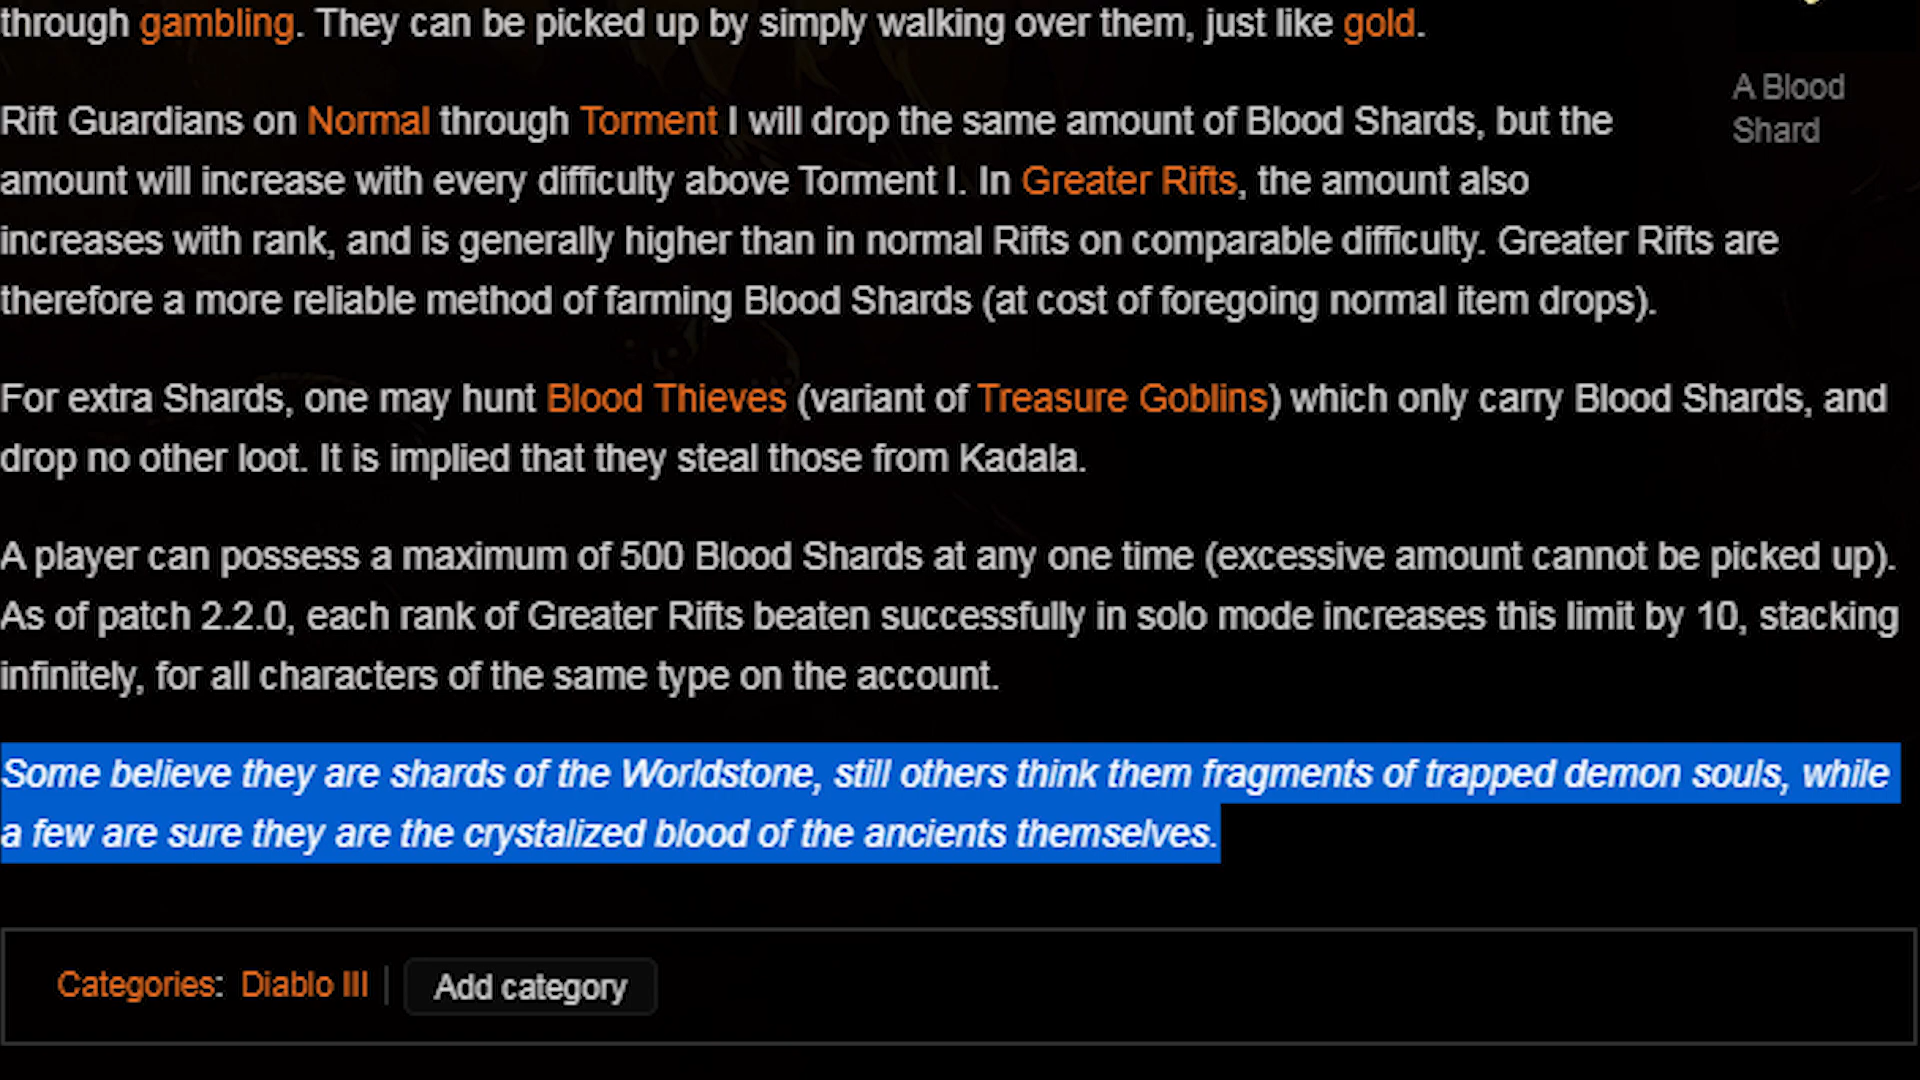 through gambling. They can be picked up by simply walking over them, just like gold.
A Blood
Shard
Rift Guardians on Normal through Torment I will drop the same amount of Blood Shards, but the
amount will increase with every difficulty above Torment I. In Greater Rifts, the amount also
increases with rank, and is generally higher than in normal Rifts on comparable difficulty. Greater Rifts are
therefore a more reliable method of farming Blood Shards (at cost of foregoing normal item drops).
For extra Shards, one may hunt Blood Thieves (variant of Treasure Goblins) which only carry Blood Shards, and
drop no other loot. It is implied that they steal those from Kadala.
A player can possess a maximum of 500 Blood Shards at any one time (excessive amount cannot be picked up).
As of patch 2.2.0, each rank of Greater Rifts beaten successfully in solo mode increases this limit by 10, stacking
infinitely, for all characters of the same type on the account.
Some believe they are shards of the Worldstone, still others think them fragments of trapped demon souls, while
a few are sure they are the crystalized blood of the ancients themselves.
Categories: Diablo III | Add category